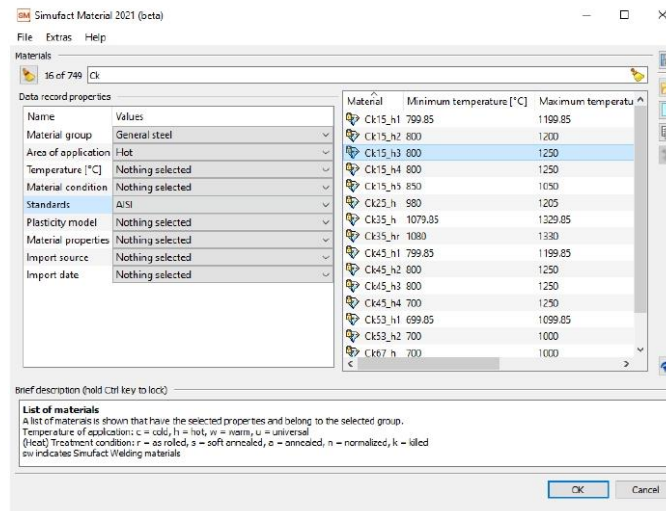 SM Simufact Material 2021 (beta)
File Extras Help
Materials
16 of 749 Ck
Data record properties
Name Values
Material group General steel
Area of application Hot
Temperature [°C] Nothing selected
Material condition Nothing selected
Standards AISI
Plasticity model Nothing selected
Material properties Nothing selected
Import source Nothing selected
Import date Nothing selected
Material Minimum temperature [°C] Maximum temperatu
Ck15_h1 799.85 1199.85
Ck15_h2 800 1200
Ck15_h3 800 1250
Ck15_h4 800 1250
Ck15_h5 850 1050
Ck25_h 980 1205
Ck35_h 1079.85 1329.85
Ck35_hr 1080 1330
Ck45_h1 799.85 1199.85
Ck45_h2 800 1250
Ck45_h3 800 1250
Ck45_h4 700 1250
Ck53_h1 699.85 1099.85
Ck53_h2 700 1000
Ck67_h 700 1000
Brief description (hold Ctrl key to lock)
List of materials
A list of materials is shown that have the selected properties and belong to the selected group.
Temperature of application: c = cold, h = hot, w = warm, u = universal
(Heat) Treatment condition: r = as rolled, s = soft annealed, a = annealed, n = normalized, k = killed
sw indicates Simufact Welding materials
OK Cancel